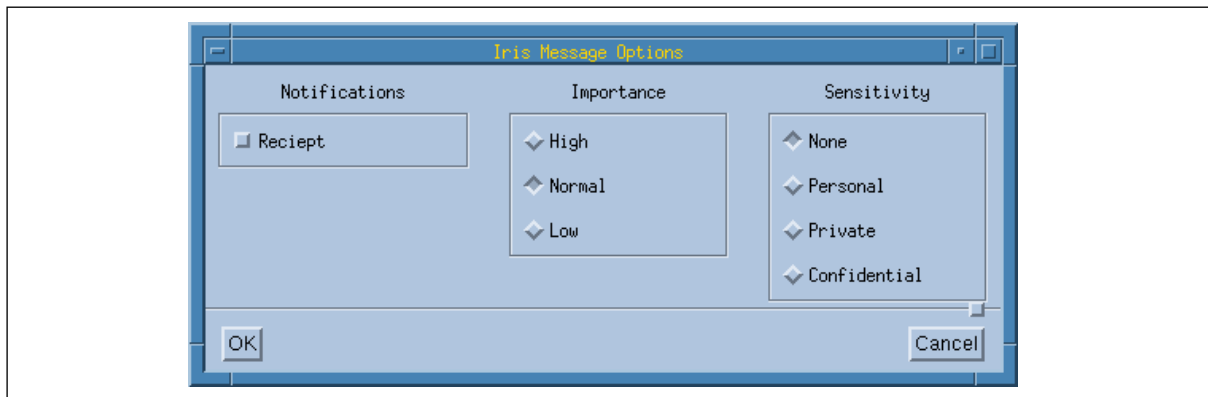 Iris Message Options
Notifications Importance Sensitivity
Reciept High None
Normal Personal
Low Private
Confidential
OK Cancel